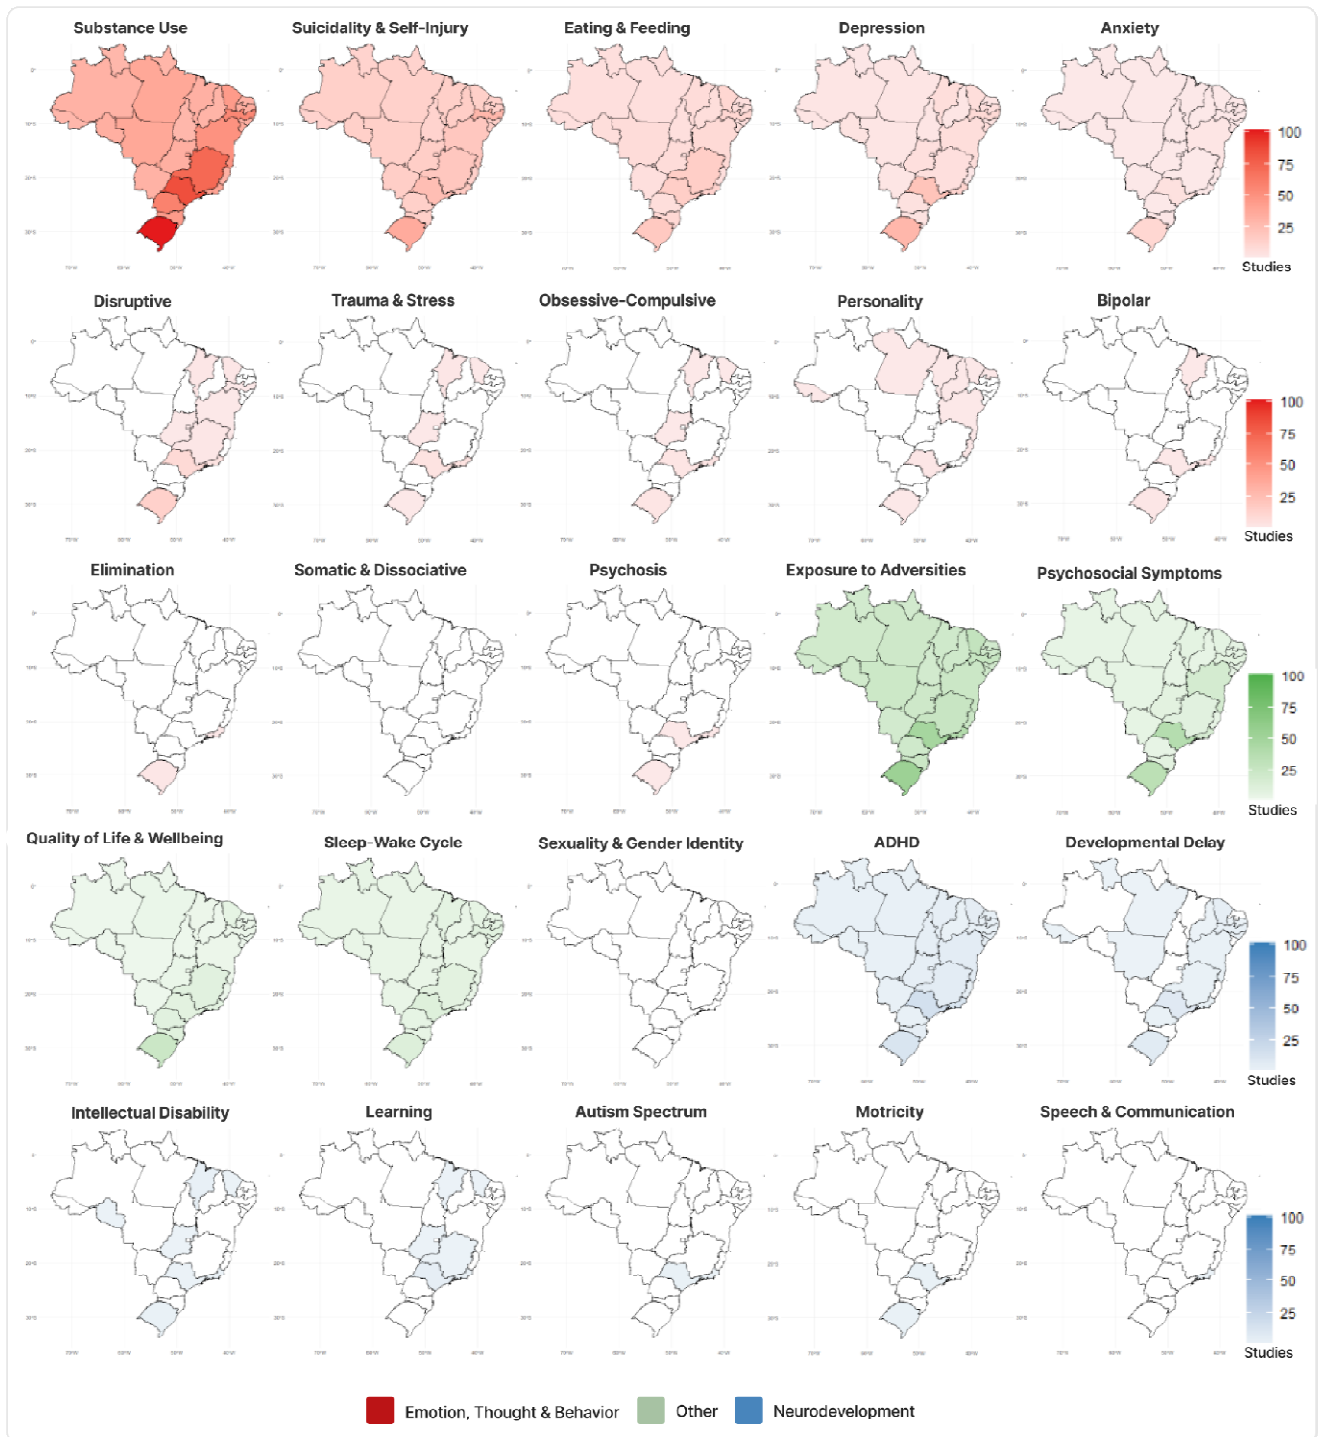 Substance Use Suicidality & Self-Injury Eating & Feeding Depression Anxiety
100
75
50
25
Studies
Disruptive Trauma & Stress Obsessive-Compulsive Personality Bipolar
100
75
50
25
Studies
Elimination Somatic & Dissociative Psychosis Exposure to Adversities Psychosocial Symptoms
100
75
50
25
Studies
Quality of Life & Wellbeing Sleep-Wake Cycle Sexuality & Gender Identity ADHD Developmental Delay
100
75
50
25
Studies
Intellectual Disability Learning Autism Spectrum Motricity Speech & Communication
100
75
50
25
Studies
Emotion, Thought & Behavior Other Neurodevelopment